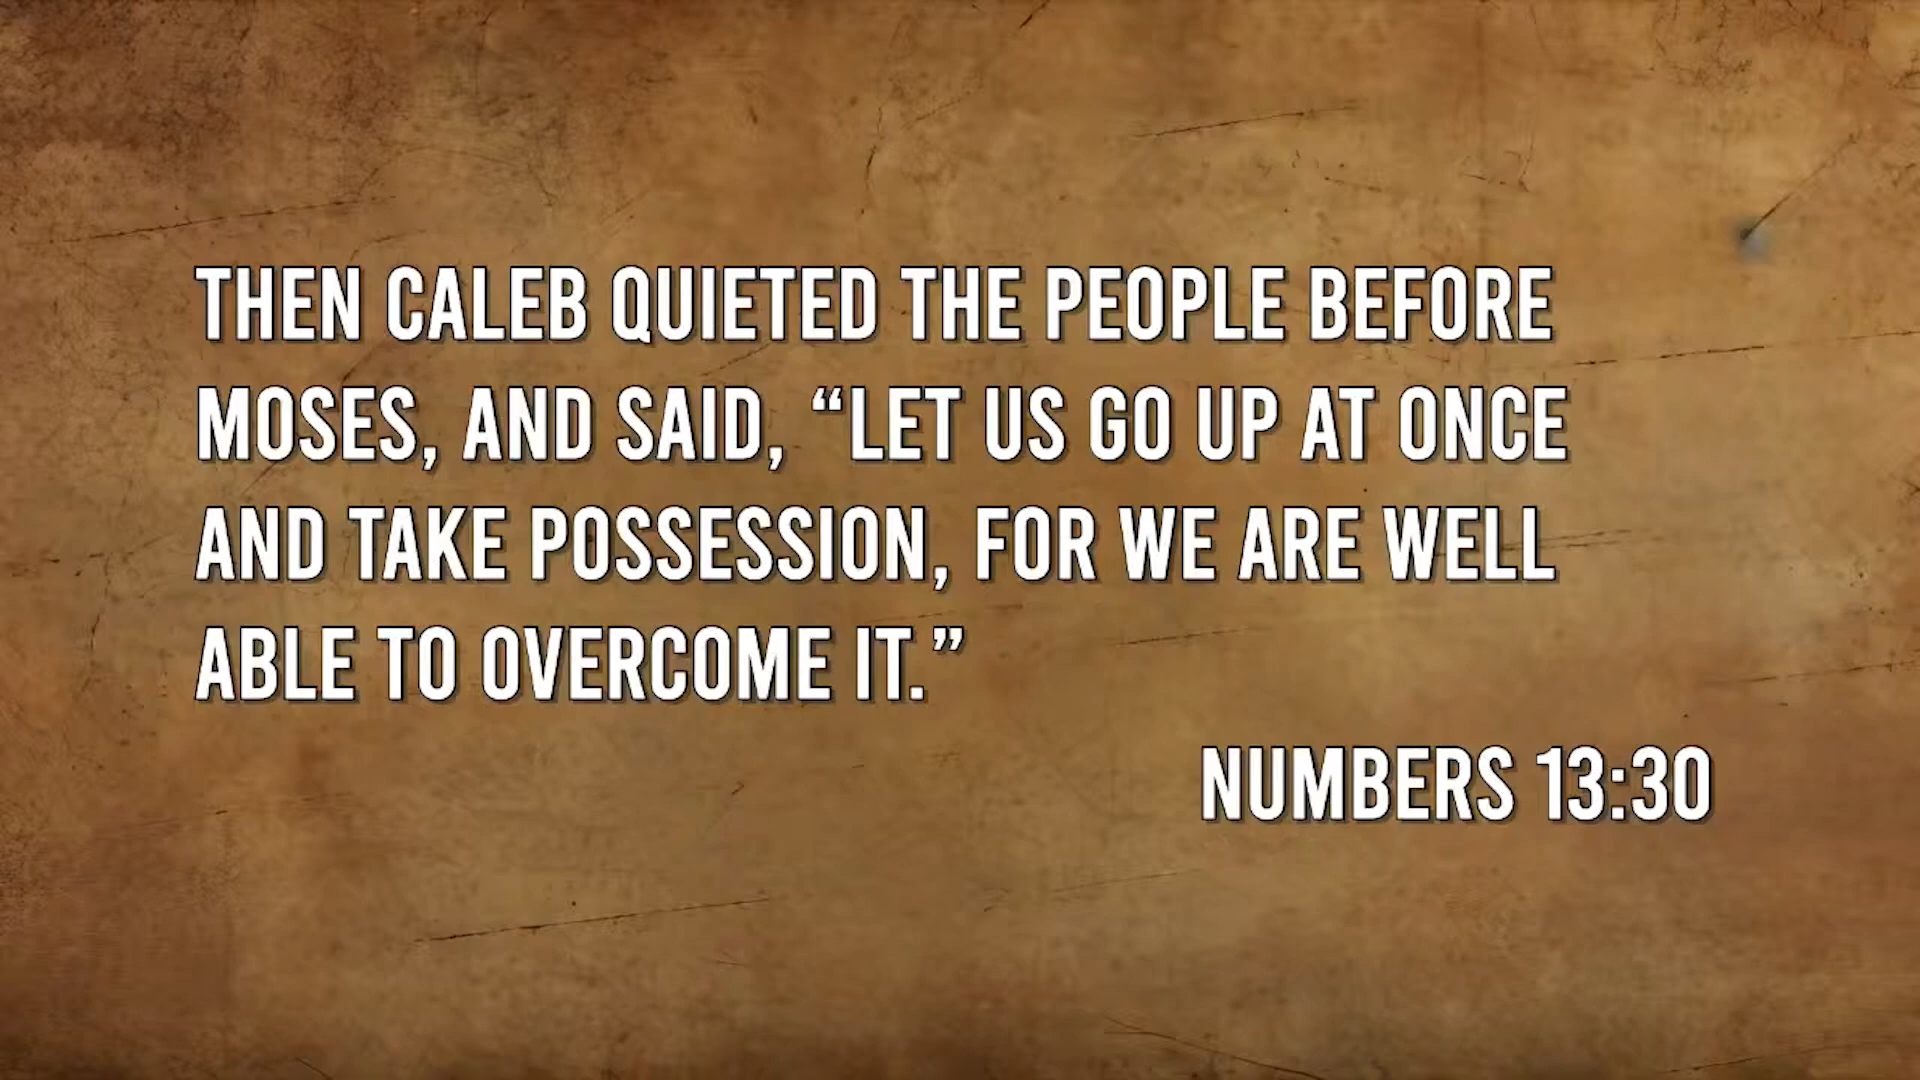 THEN CALEB QUIETED THE PEOPLE BEFORE
MOSES, AND SAID, “LET US GO UP AT ONCE
AND TAKE POSSESSION, FOR WE ARE WELL
ABLE TO OVERCOME IT.”
NUMBERS 13:30